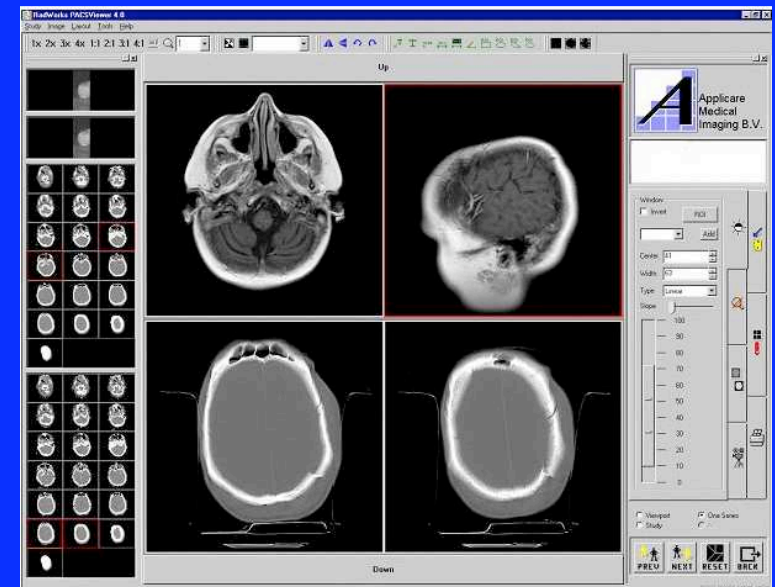 RadWorks PACSViewer 4.0
Study Image Layout Tools Help
1x 2x 3x 4x 1:1 2:1 3:1 4:1
Up
Applicare
Medical
Imaging B.V.
Window
Invert
ROI
Add
Center 41
Width 63
Type Linear
Slope
100
90
80
70
60
50
40
30
20
10
0
Viewport One Series
Study
Down
PREV NEXT RESET BACK